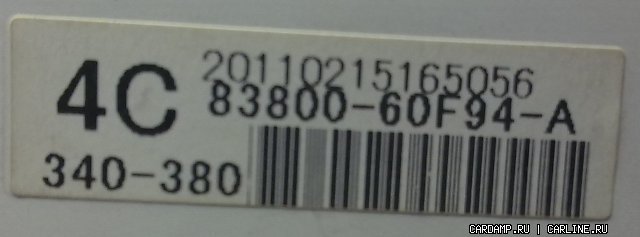 4C
20110215165056
83800-60F94-A
340-380
CARDAMP.RU | CARLINE.RU